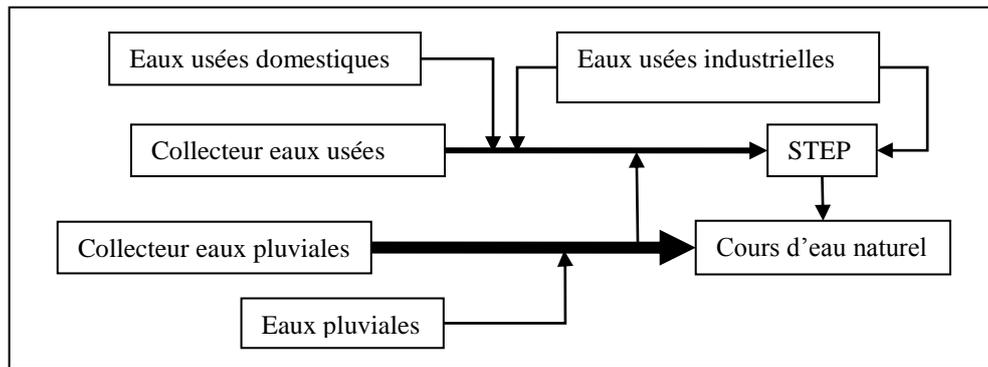 Eaux usées domestiques
Eaux usées industrielles
Collecteur eaux usées
STEP
Collecteur eaux pluviales
Cours d'eau naturel
Eaux pluviales